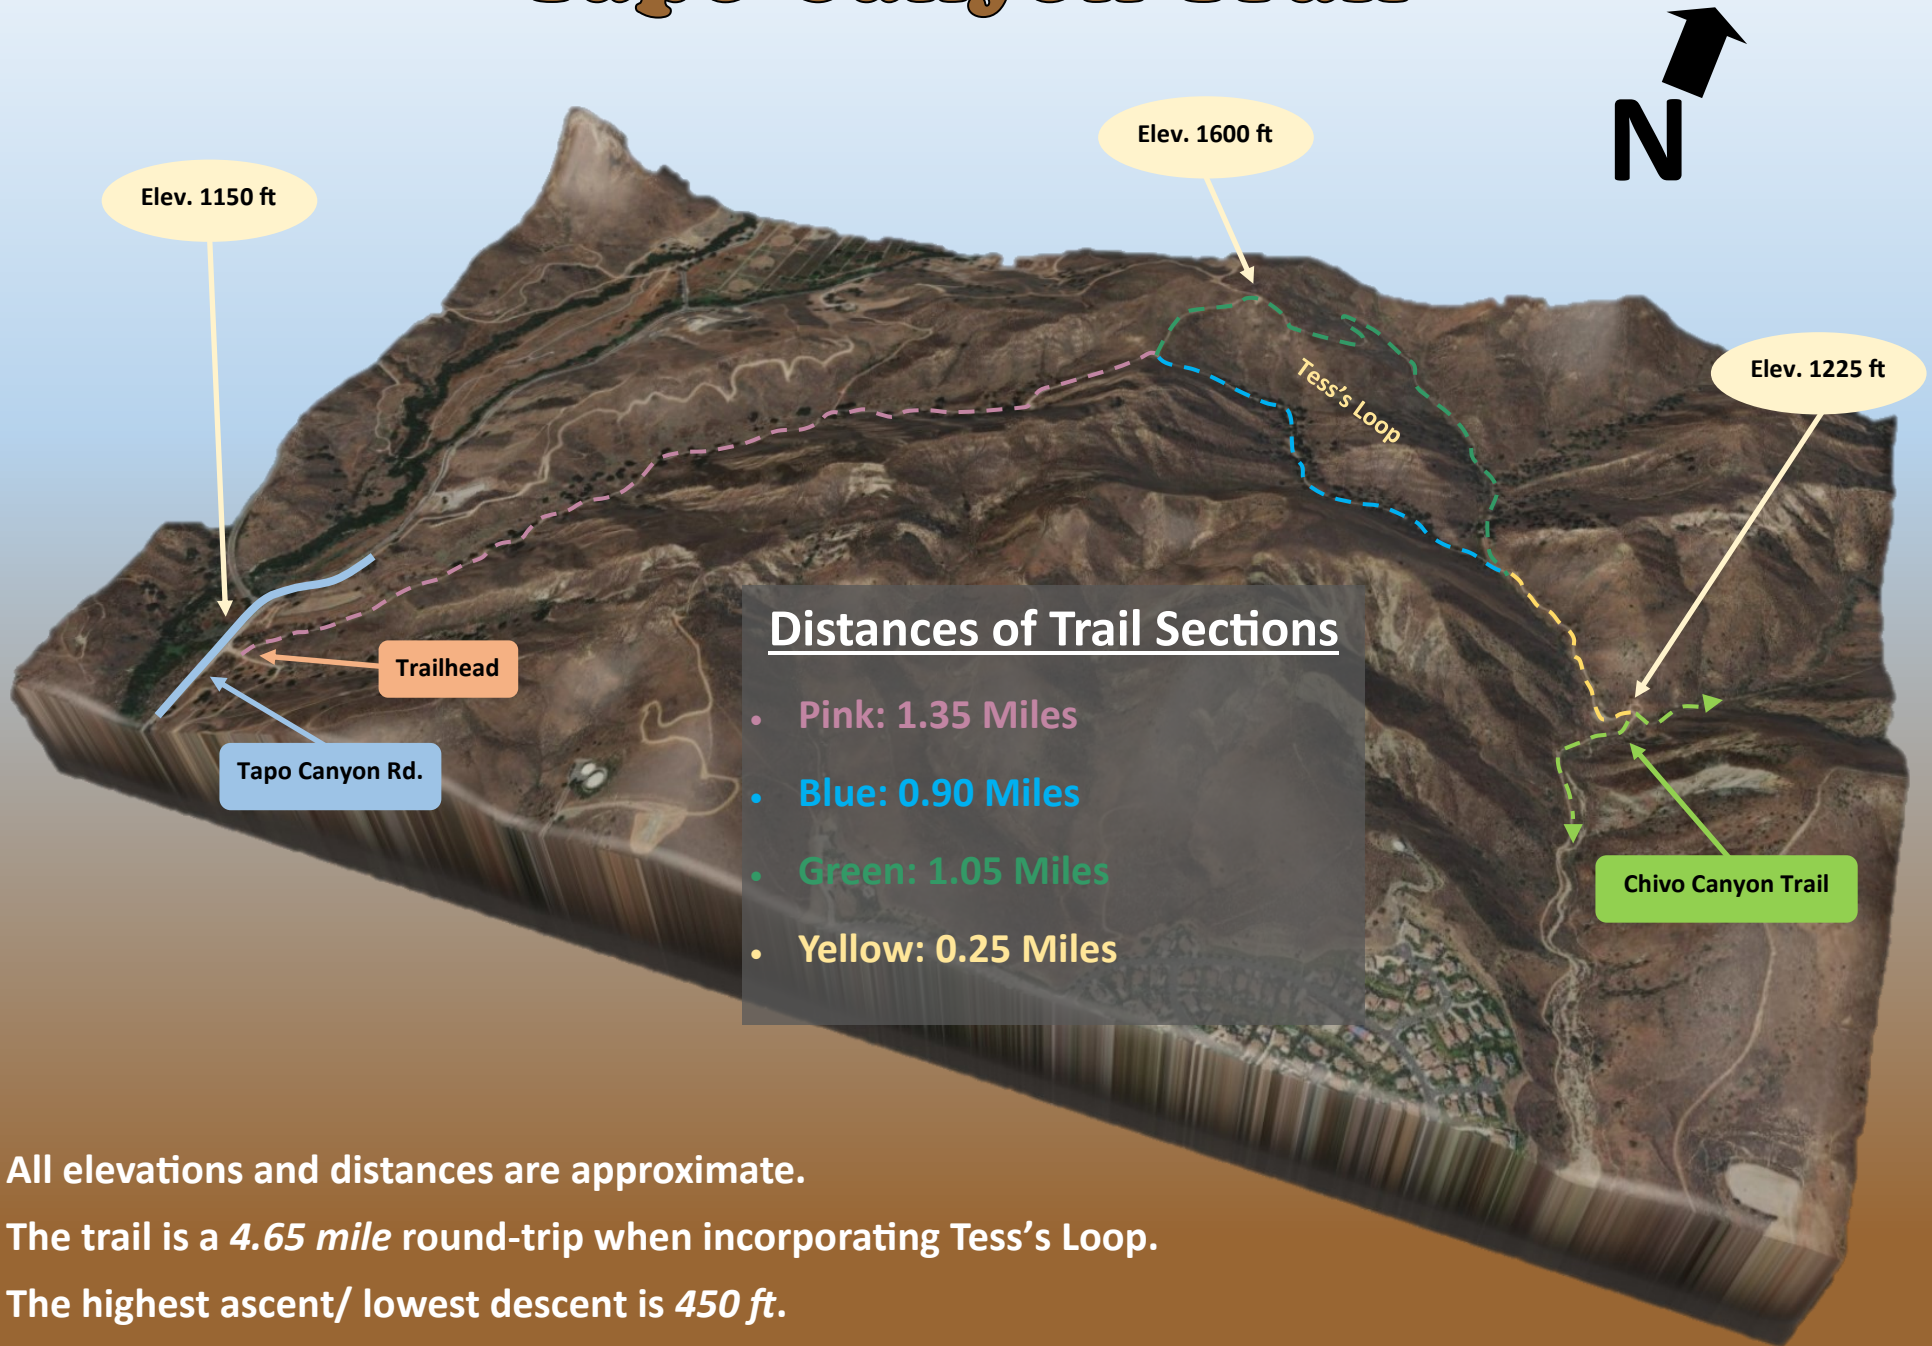 Tapo Canyon Trail
N
Elev. 1600 ft
Elev. 1150 ft
Elev. 1225 ft
Tess's Loop
Trailhead
Tapo Canyon Rd.
Chivo Canyon Trail
Distances of Trail Sections
• Pink: 1.35 Miles
• Blue: 0.90 Miles
• Green: 1.05 Miles
• Yellow: 0.25 Miles
All elevations and distances are approximate.
The trail is a 4.65 mile round-trip when incorporating Tess's Loop.
The highest ascent/ lowest descent is 450 ft.